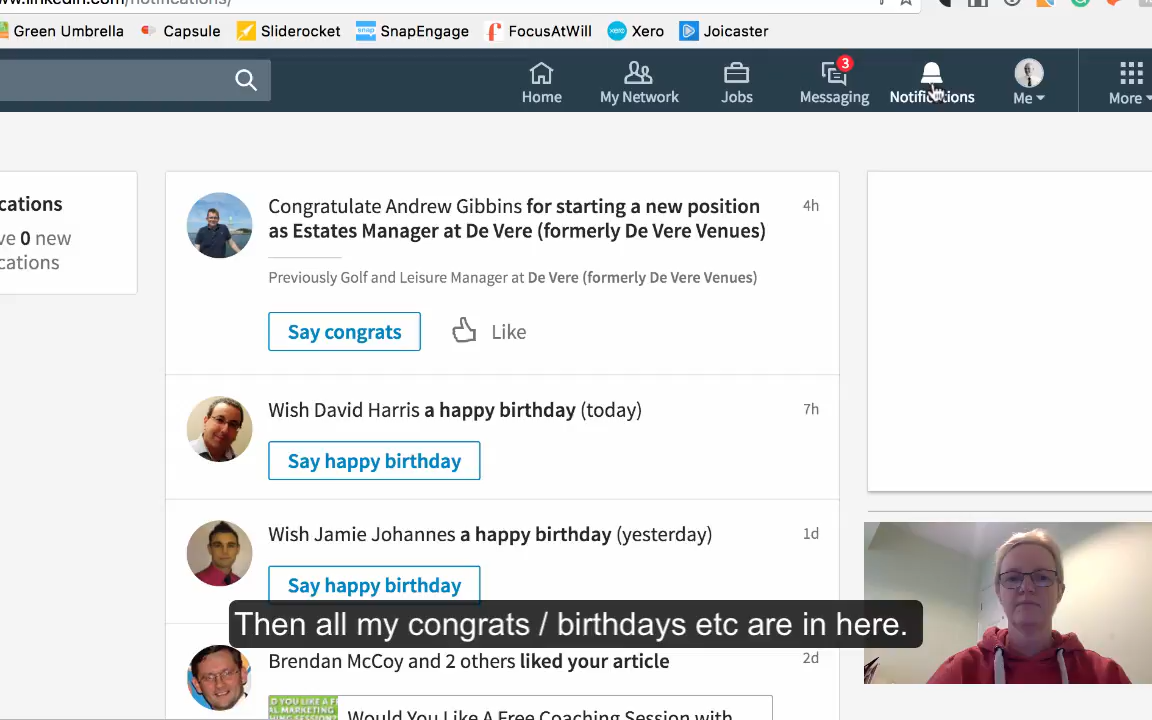 www.linkedin.com/notifications/
Green Umbrella Capsule Sliderocket SnapEngage FocusAtWill Xero Joicaster
Home My Network Jobs 3 Messaging Notifications Me More
cations
ve 0 new
cations
Congratulate Andrew Gibbins for starting a new position 4h
as Estates Manager at De Vere (formerly De Vere Venues)
Previously Golf and Leisure Manager at De Vere (formerly De Vere Venues)
Say congrats Like
Wish David Harris a happy birthday (today) 7h
Say happy birthday
Wish Jamie Johannes a happy birthday (yesterday) 1d
Say happy birthday
Then all my congrats / birthdays etc are in here.
Brendan McCoy and 2 others liked your article 2d
Would You Like A Free Coaching Session with